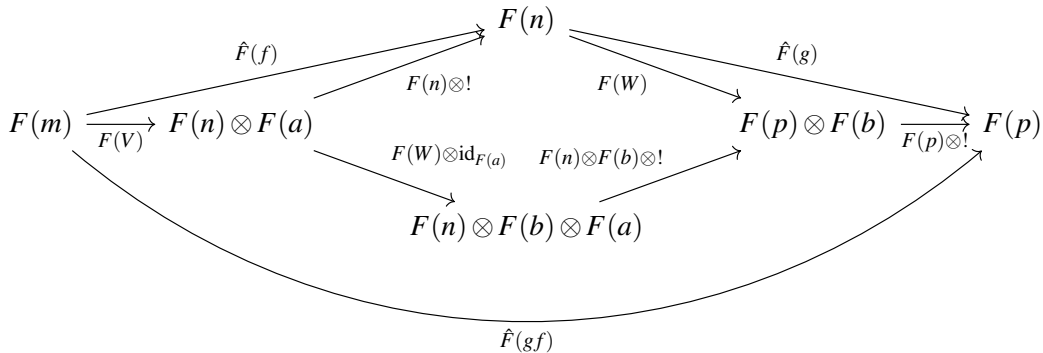 F(n)
F̂(f) F̂(g)
F(n)⊗! F(W)
F(m) F(V) F(n) ⊗ F(a) F(p) ⊗ F(b) F(p)⊗! F(p)
F(W)⊗id_{F(a)} F(n)⊗F(b)⊗!
F(n) ⊗ F(b) ⊗ F(a)
F̂(gf)